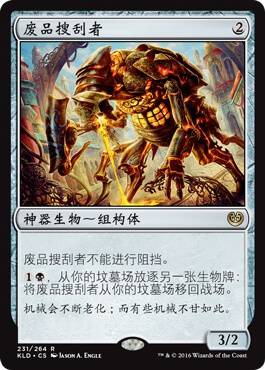 废品搜刮者 2
神器生物～组构体
废品搜刮者不能进行阻挡。
1，从你的坟墓场放逐另一张生物牌：
将废品搜刮者从你的坟墓场移回战场。
机械会不断老化；而有些机械不甘如此。
231/264 R
KLD • CS JASON A. ENGLE
™ & © 2016 Wizards of the Coast
3/2